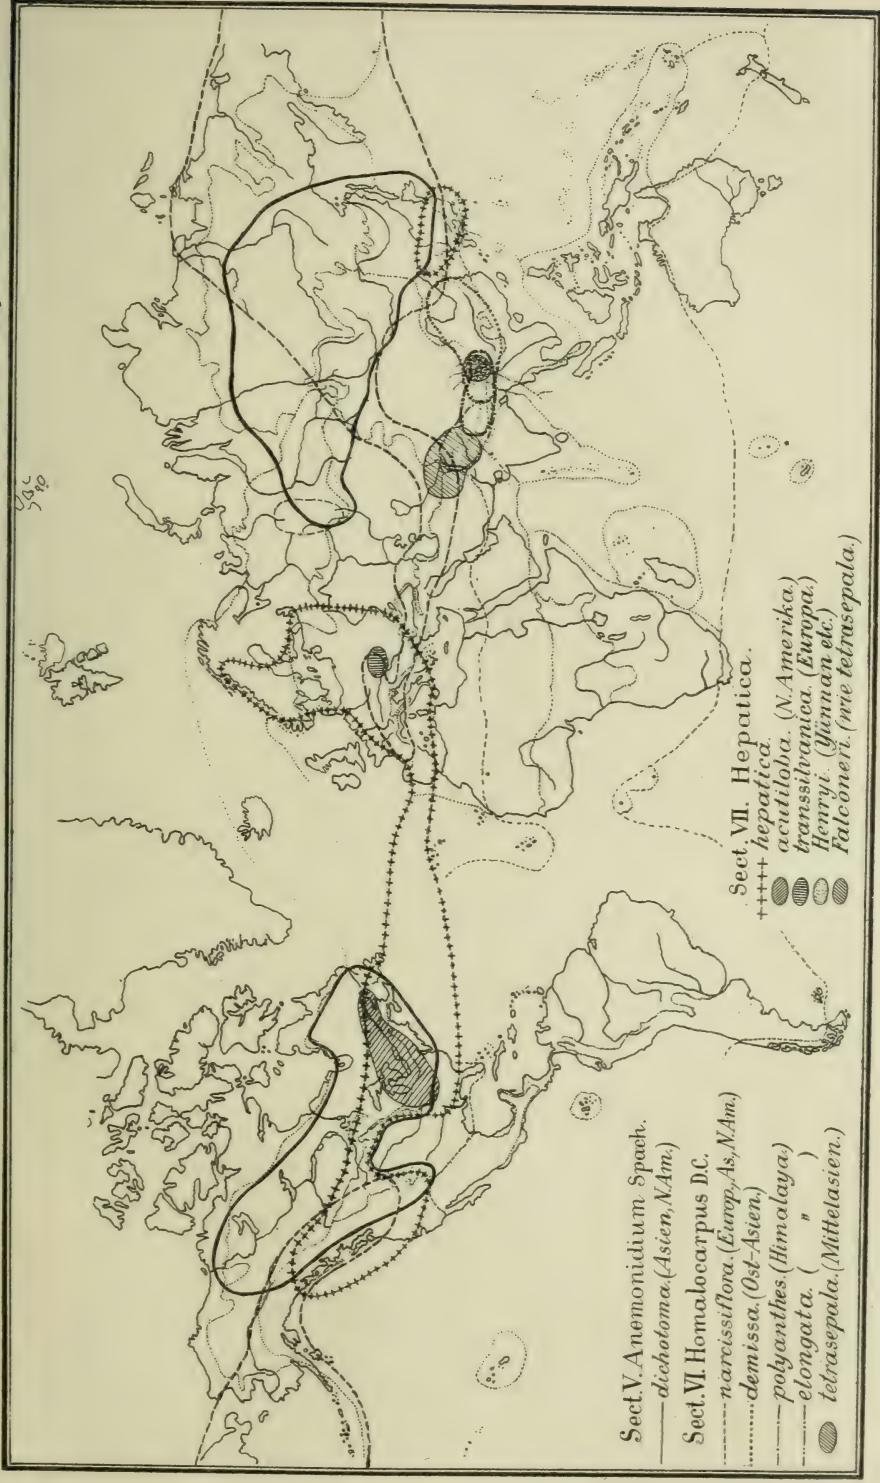 Sect. V. Anemonidium Spach.
dichotoma. (Asien, N.Am.)
Sect. VI. Homalocarpus D.C.
narcissiflora. (Europ., As., N.Am.)
demissa. (Ost-Asien.)
polyanthes. (Himalaya.)
elongata. ( " )
tetrasepala. (Mittelasien.)
Sect. VII. Hepatica.
hepatica.
acutiloba. (N.Amerika.)
transsilvanica. (Europa.)
Henryi. (Yünnan etc.)
Falconeri. (wie tetrasepala.)